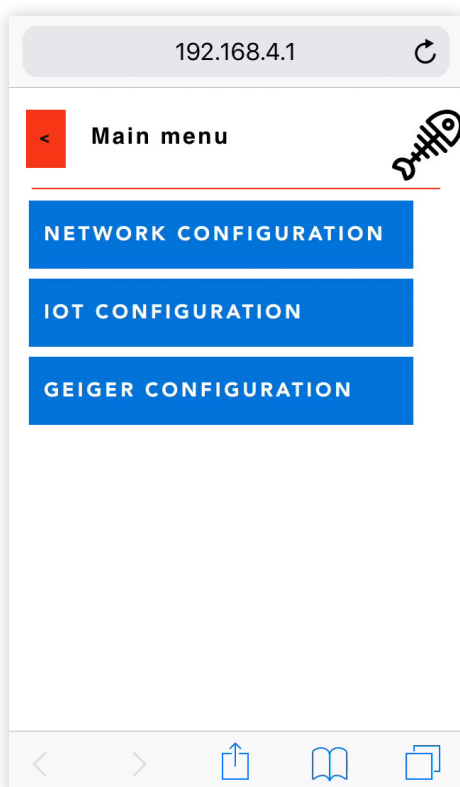 192.168.4.1
< Main menu
NETWORK CONFIGURATION
IOT CONFIGURATION
GEIGER CONFIGURATION